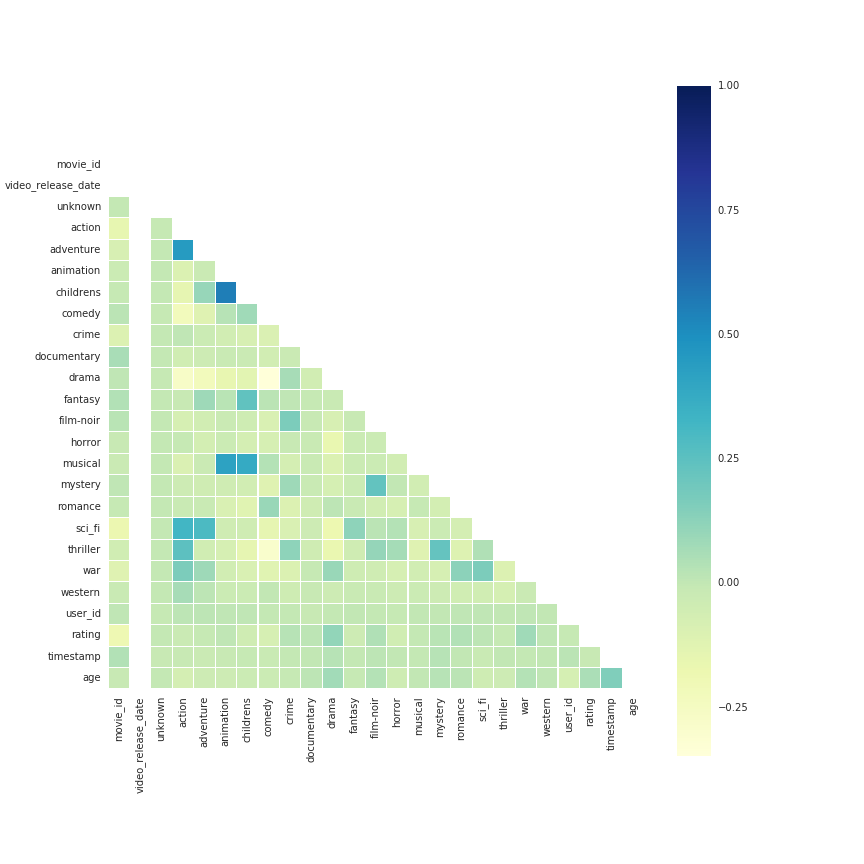 1.00
0.75
0.50
0.25
0.00
−0.25
movie_id
video_release_date
unknown
action
adventure
animation
childrens
comedy
crime
documentary
drama
fantasy
film-noir
horror
musical
mystery
romance
sci_fi
thriller
war
western
user_id
rating
timestamp
age
movie_id
video_release_date
unknown
action
adventure
animation
childrens
comedy
crime
documentary
drama
fantasy
film-noir
horror
musical
mystery
romance
sci_fi
thriller
war
western
user_id
rating
timestamp
age